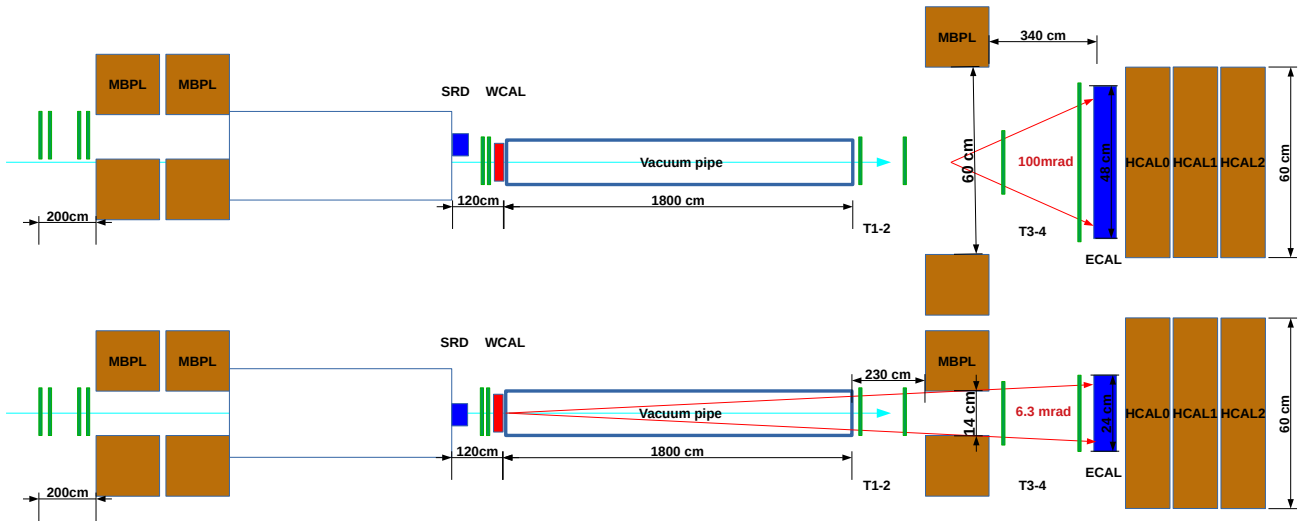 MBPL
340 cm
MBPL
MBPL
SRD
WCAL
Vacuum pipe
60 cm
100mrad
48 cm
HCAL0
HCAL1
HCAL2
60 cm
200cm
120cm
1800 cm
T1-2
T3-4
ECAL
SRD
WCAL
MBPL
MBPL
MBPL
230 cm
Vacuum pipe
14 cm
6.3 mrad
24 cm
HCAL0
HCAL1
HCAL2
60 cm
200cm
120cm
1800 cm
T1-2
T3-4
ECAL